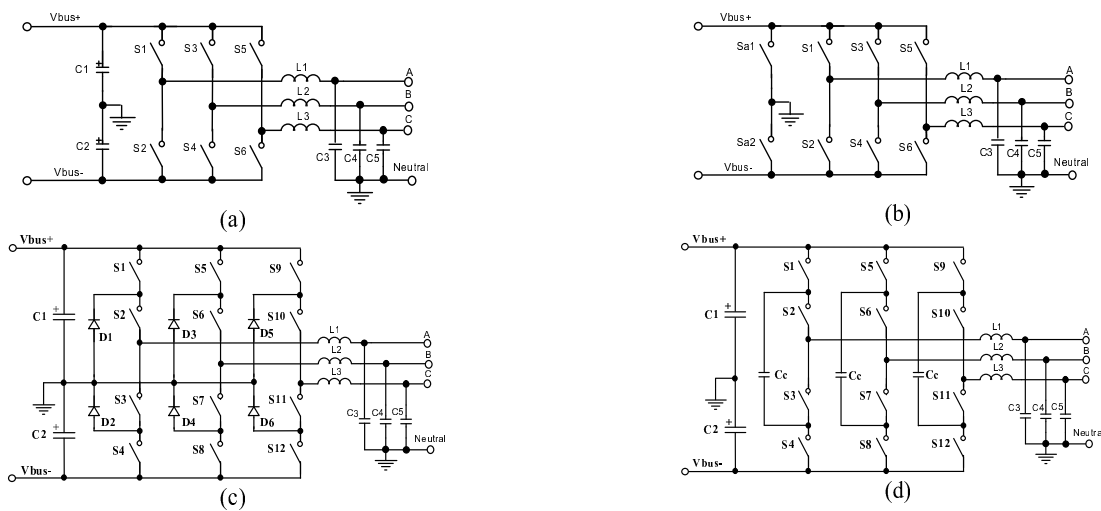 Vbus+
S1 S3 S5
C1
L1 A
L2 B
L3 C
C2 S2 S4 S6
C3 C4 C5
Neutral
Vbus-
(a)
Vbus+
Sa1 S1 S3 S5
L1 A
L2 B
L3 C
Sa2 S2 S4 S6
C3 C4 C5
Neutral
Vbus-
(b)
Vbus+
S1 S5 S9
C1 D1 S2 D3 S6 D5 S10
L1 A
L2 B
L3 C
C2 D2 S3 D4 S7 D6 S11
C3 C4 C5
S4 S8 S12
Neutral
Vbus-
(c)
Vbus+
S1 S5 S9
C1 S2 S6 S10
L1 A
L2 B
L3 C
Cc Cc Cc
C2 S3 S7 S11
C3 C4 C5
S4 S8 S12
Neutra
Vbus-
(d)